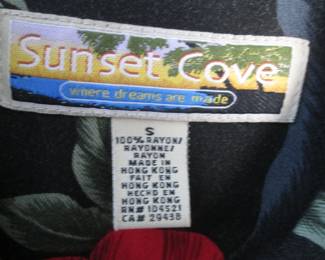 Sunset Cove
where dreams are made
S
100% RAYON/
RAYONNE/
RAYON
MADE IN
HONG KONG
FAIT EN
HONG KONG
HECHO EN
HONG KONG
RN# 104521
CA# 29438